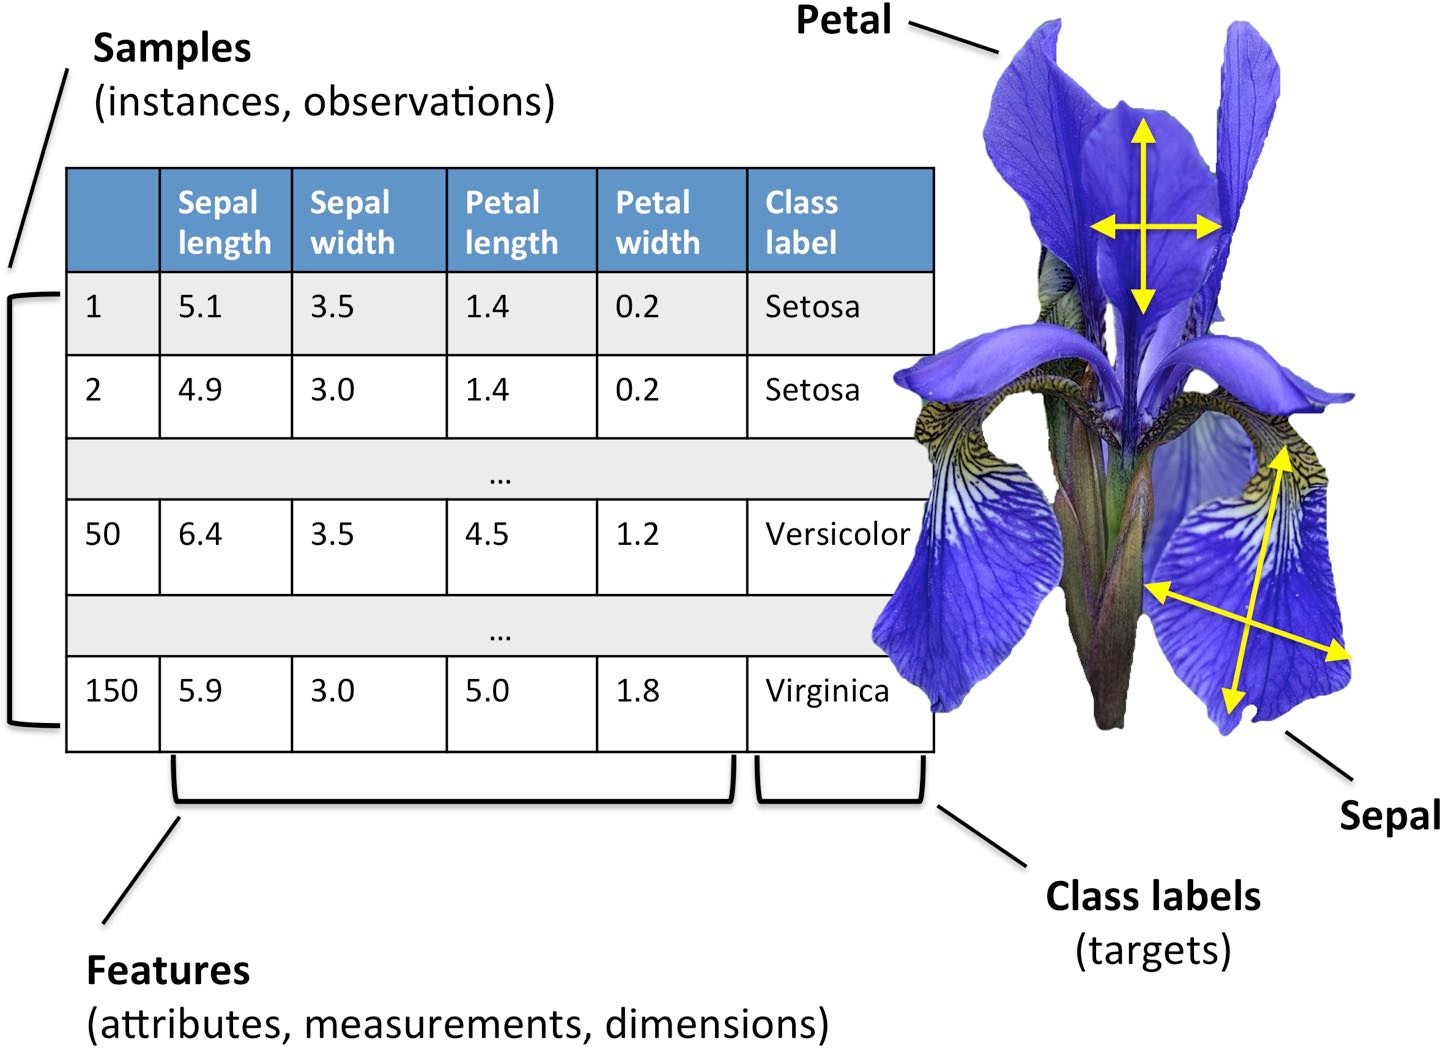 Petal
Samples
(instances, observations)
Sepal length Sepal width Petal length Petal width Class label
1 5.1 3.5 1.4 0.2 Setosa
2 4.9 3.0 1.4 0.2 Setosa
...
50 6.4 3.5 4.5 1.2 Versicolor
...
150 5.9 3.0 5.0 1.8 Virginica
Sepal
Class labels
(targets)
Features
(attributes, measurements, dimensions)